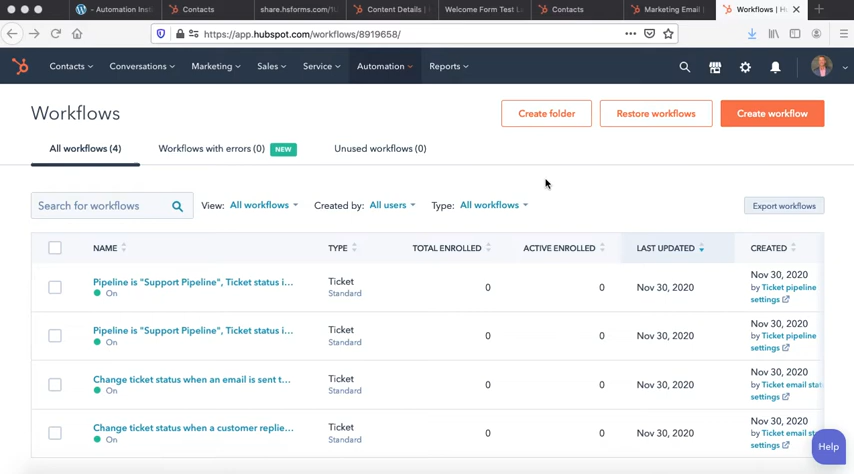 - Automation Inst
Contacts
share.hsforms.com/1
Content Details |
Welcome Form Test La
Contacts
Marketing Email |
Workflows | Hu
https://app.hubspot.com/workflows/8919658/
Contacts
Conversations
Marketing
Sales
Service
Automation
Reports
Workflows
Create folder
Restore workflows
Create workflow
All workflows (4)
Workflows with errors (0) NEW
Unused workflows (0)
Search for workflows
View: All workflows
Created by: All users
Type: All workflows
Export workflows
NAME TYPE TOTAL ENROLLED ACTIVE ENROLLED LAST UPDATED CREATED
Pipeline is "Support Pipeline", Ticket status i...
On
Ticket
Standard
0
0
Nov 30, 2020
Nov 30, 2020
by Ticket pipeline
settings
Pipeline is "Support Pipeline", Ticket status i...
On
Ticket
Standard
0
0
Nov 30, 2020
Nov 30, 2020
by Ticket pipeline
settings
Change ticket status when an email is sent t...
On
Ticket
Standard
0
0
Nov 30, 2020
Nov 30, 2020
by Ticket email stat
settings
Change ticket status when a customer replie...
On
Ticket
Standard
0
0
Nov 30, 2020
Nov 30, 2020
by Ticket email
settings
Help